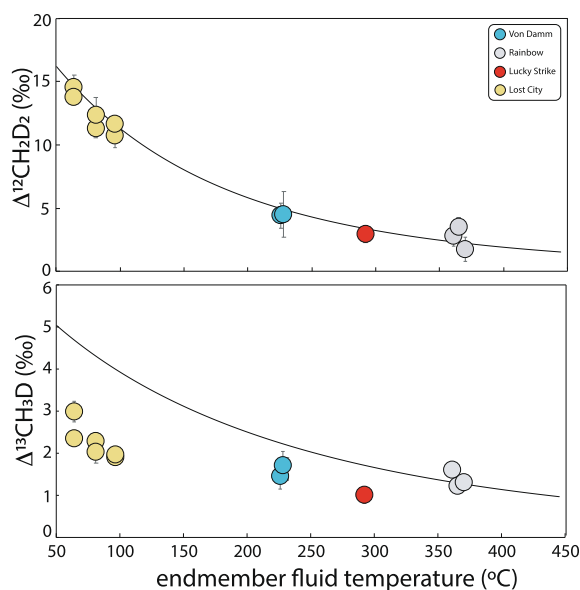 Δ¹²CH₂D₂ (‰)
20
15
10
5
0
Von Damm
Rainbow
Lucky Strike
Lost City
Δ¹³CH₃D (‰)
6
5
4
3
2
1
0
50 100 150 200 250 300 350 400 450
endmember fluid temperature (ºC)